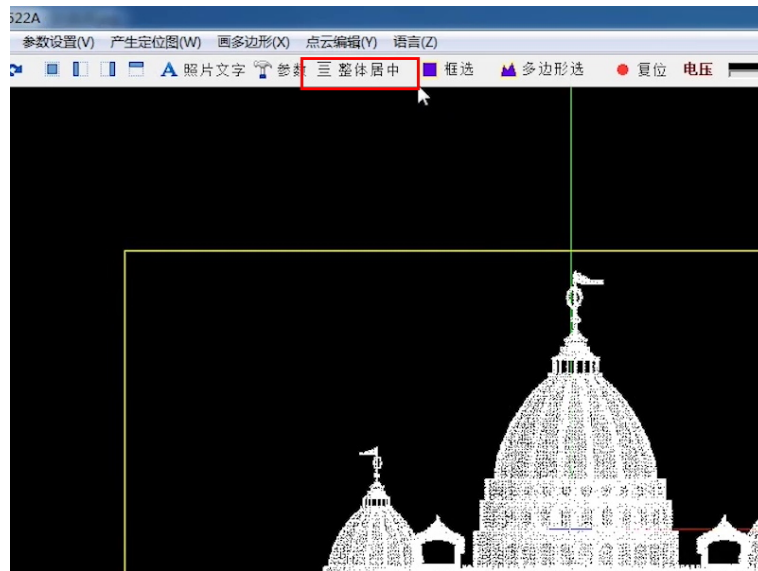 522A
参数设置(V) 产生定位图(W) 画多边形(X) 点云编辑(Y) 语言(Z)
A 照片文字 参数 整体居中 框选 多边形选 复位 电压